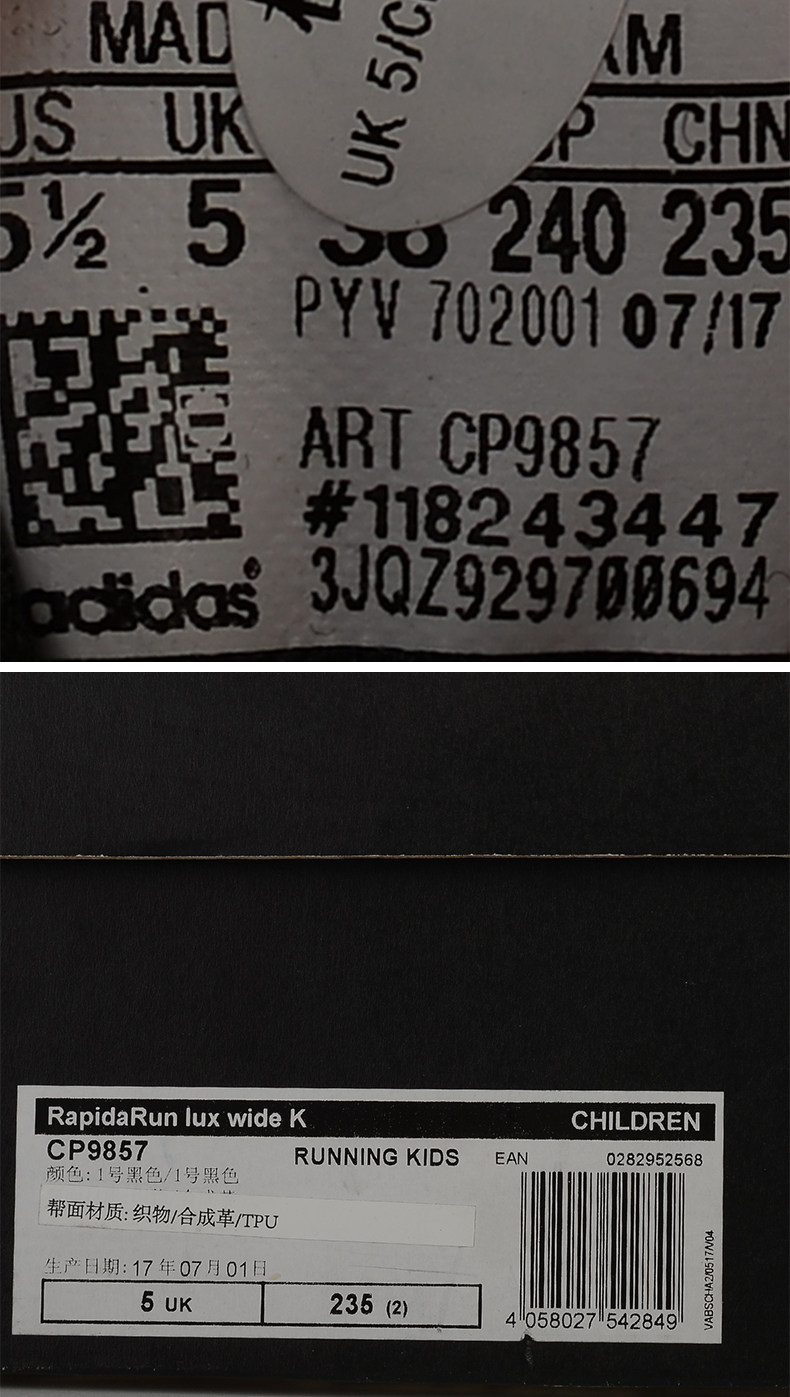 MAD AM
UK 5/C
US UK JP CHN
5½ 5 38 240 235
PYV 702001 07/17
ART CP9857
#118243447
3JQZ929700694
adidas®
RapidaRun lux wide K CHILDREN
CP9857 RUNNING KIDS EAN 0282952568
颜色: 1号黑色/1号黑色
帮面材质: 织物/合成革/TPU
生产日期: 17 年 07 月 01 日
5 UK 235 (2)
4 058027 542849